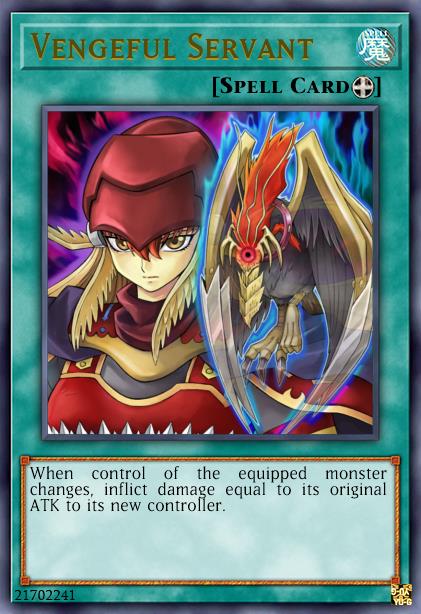 Vengeful Servant
[Spell Card]
When control of the equipped monster
changes, inflict damage equal to its original
ATK to its new controller.
21702241